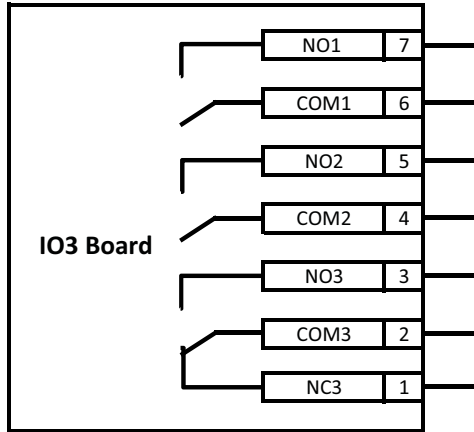 NO1 7
COM1 6
NO2 5
COM2 4
IO3 Board
NO3 3
COM3 2
NC3 1